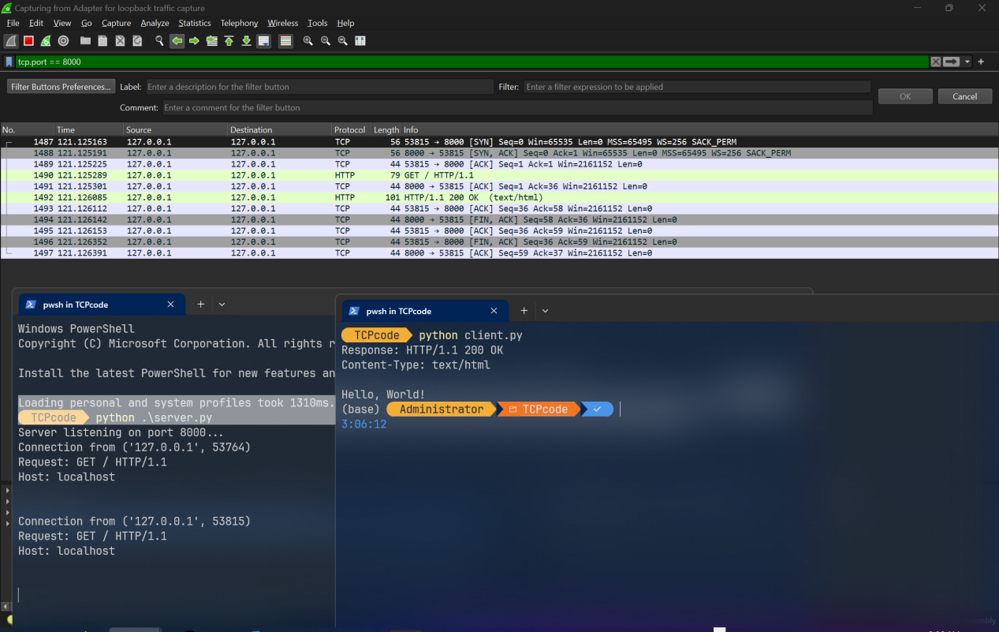 Capturing from Adapter for loopback traffic capture
File Edit View Go Capture Analyze Statistics Telephony Wireless Tools Help
tcp.port == 8000
Filter Buttons Preferences... Label: Enter a description for the filter button Filter: Enter a filter expression to be applied OK Cancel
Comment: Enter a comment for the filter button
No. Time Source Destination Protocol Length Info
1487 121.125163 127.0.0.1 127.0.0.1 TCP 56 53815 → 8000 [SYN] Seq=0 Win=65535 Len=0 MSS=65495 WS=256 SACK_PERM
1488 121.125191 127.0.0.1 127.0.0.1 TCP 56 8000 → 53815 [SYN, ACK] Seq=0 Ack=1 Win=65535 Len=0 MSS=65495 WS=256 SACK_PERM
1489 121.125225 127.0.0.1 127.0.0.1 TCP 44 53815 → 8000 [ACK] Seq=1 Ack=1 Win=2161152 Len=0
1490 121.125289 127.0.0.1 127.0.0.1 HTTP 79 GET / HTTP/1.1
1491 121.125301 127.0.0.1 127.0.0.1 TCP 44 8000 → 53815 [ACK] Seq=1 Ack=36 Win=2161152 Len=0
1492 121.126085 127.0.0.1 127.0.0.1 HTTP 101 HTTP/1.1 200 OK (text/html)
1493 121.126112 127.0.0.1 127.0.0.1 TCP 44 53815 → 8000 [ACK] Seq=36 Ack=58 Win=2161152 Len=0
1494 121.126142 127.0.0.1 127.0.0.1 TCP 44 8000 → 53815 [FIN, ACK] Seq=58 Ack=36 Win=2161152 Len=0
1495 121.126153 127.0.0.1 127.0.0.1 TCP 44 53815 → 8000 [ACK] Seq=36 Ack=59 Win=2161152 Len=0
1496 121.126352 127.0.0.1 127.0.0.1 TCP 44 53815 → 8000 [FIN, ACK] Seq=36 Ack=59 Win=2161152 Len=0
1497 121.126391 127.0.0.1 127.0.0.1 TCP 44 8000 → 53815 [ACK] Seq=59 Ack=37 Win=2161152 Len=0
pwsh in TCPcode
Windows PowerShell
Copyright (C) Microsoft Corporation. All rights r
Install the latest PowerShell for new features an
Loading personal and system profiles took 1310ms.
TCPcode python .\server.py
Server listening on port 8000...
Connection from ('127.0.0.1', 53764)
Request: GET / HTTP/1.1
Host: localhost
Connection from ('127.0.0.1', 53815)
Request: GET / HTTP/1.1
Host: localhost
pwsh in TCPcode
TCPcode python client.py
Response: HTTP/1.1 200 OK
Content-Type: text/html
Hello, World!
(base) Administrator TCPcode ✓
3:06:12